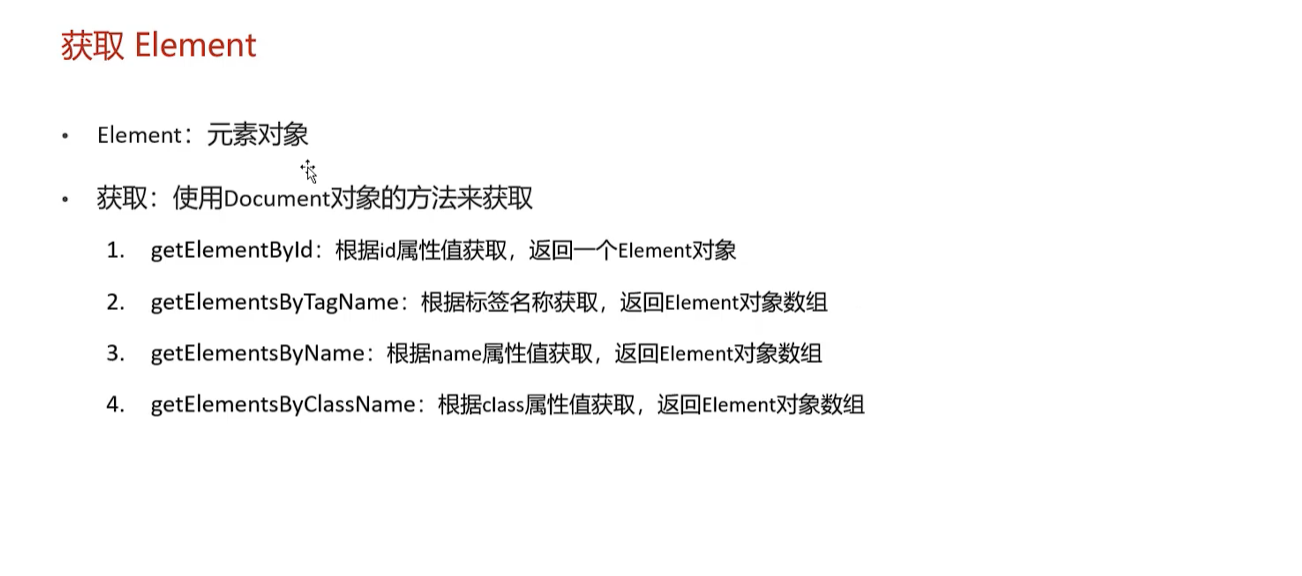 获取 Element
• Element：元素对象
• 获取：使用Document对象的方法来获取
1. getElementById：根据id属性值获取，返回一个Element对象
2. getElementsByTagName：根据标签名称获取，返回Element对象数组
3. getElementsByName：根据name属性值获取，返回Element对象数组
4. getElementsByClassName：根据class属性值获取，返回Element对象数组